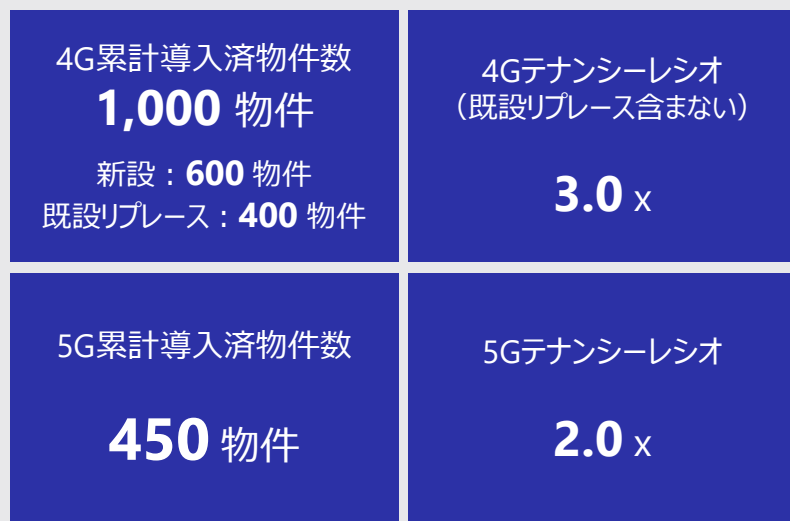 4G累計導入済物件数
1,000 物件
新設：600 物件
既設リプレース：400 物件
4Gテナンシーレシオ
（既設リプレース含まない）
3.0 x
5G累計導入済物件数
450 物件
5Gテナンシーレシオ
2.0 x